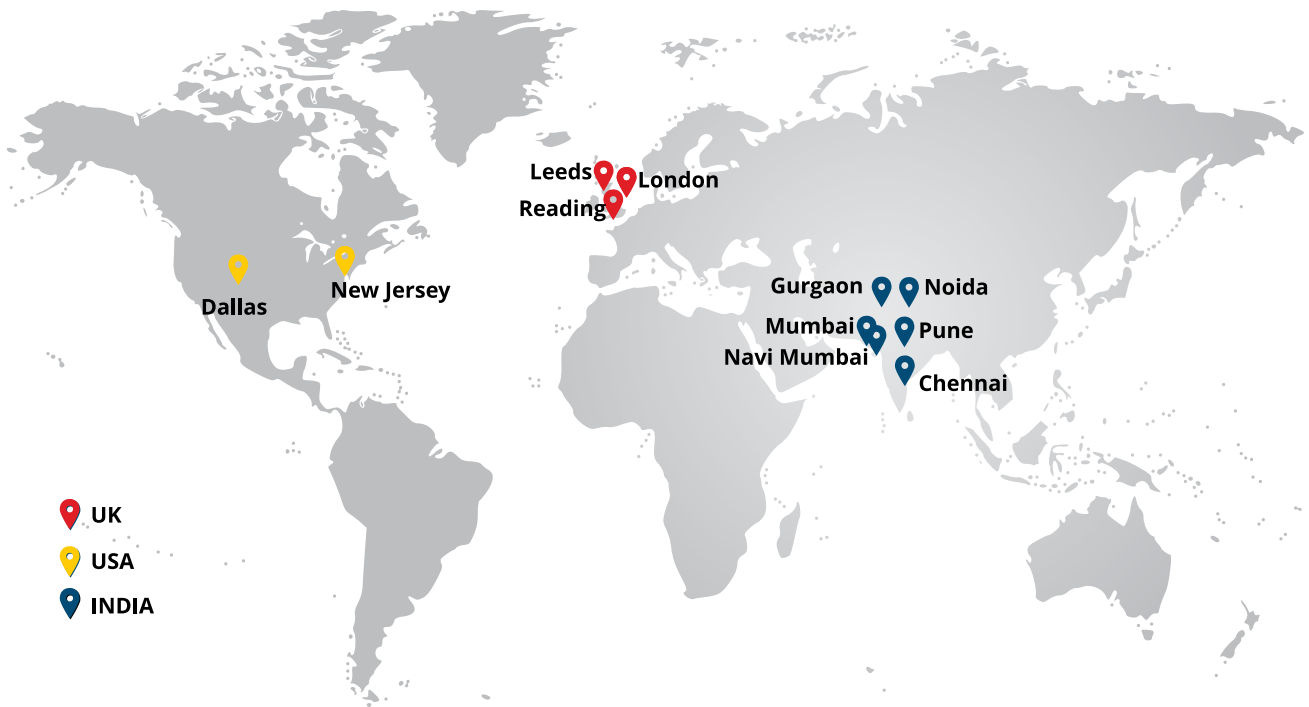 Leeds
London
Reading
Dallas
New Jersey
Gurgaon
Noida
Mumbai
Pune
Navi Mumbai
Chennai
UK
USA
INDIA